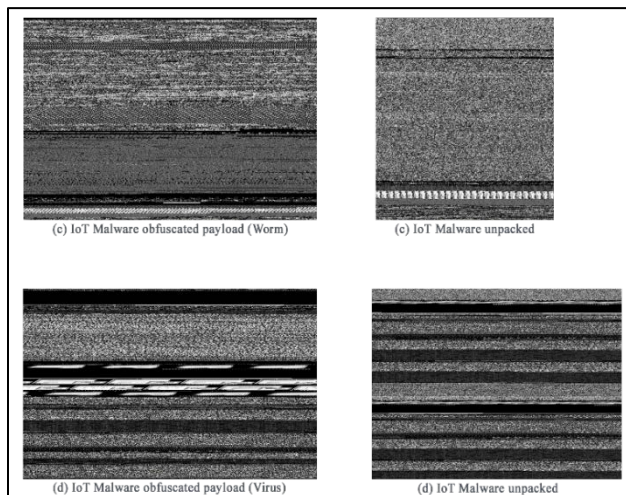 (c) IoT Malware obfuscated payload (Worm)
(c) IoT Malware unpacked
(d) IoT Malware obfuscated payload (Virus)
(d) IoT Malware unpacked